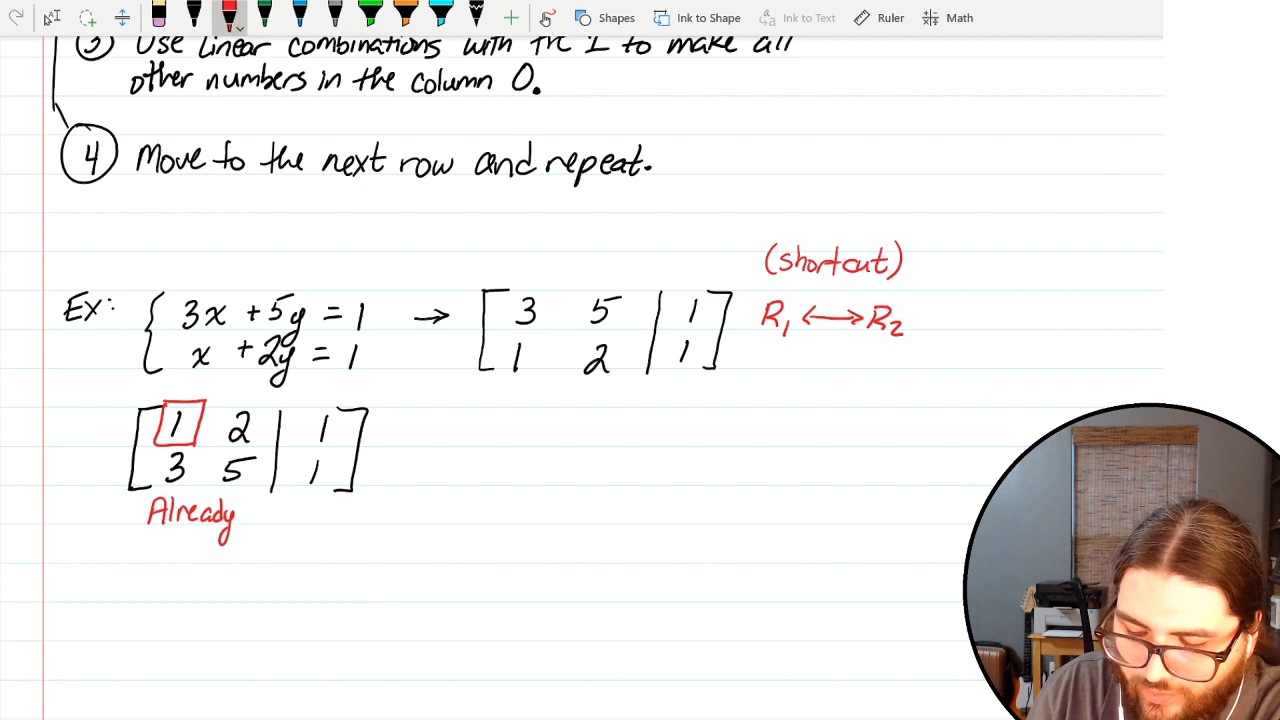 Shapes Ink to Shape Ink to Text Ruler Math
③ Use linear combinations with the 1 to make all
other numbers in the column 0.
④ Move to the next row and repeat.
(shortcut)
Ex: { 3x + 5y = 1 → [ 3 5 | 1 ] R₁ ⟷ R₂
x + 2y = 1 [ 1 2 | 1 ]
[ 1 2 | 1 ]
[ 3 5 | 1 ]
Already